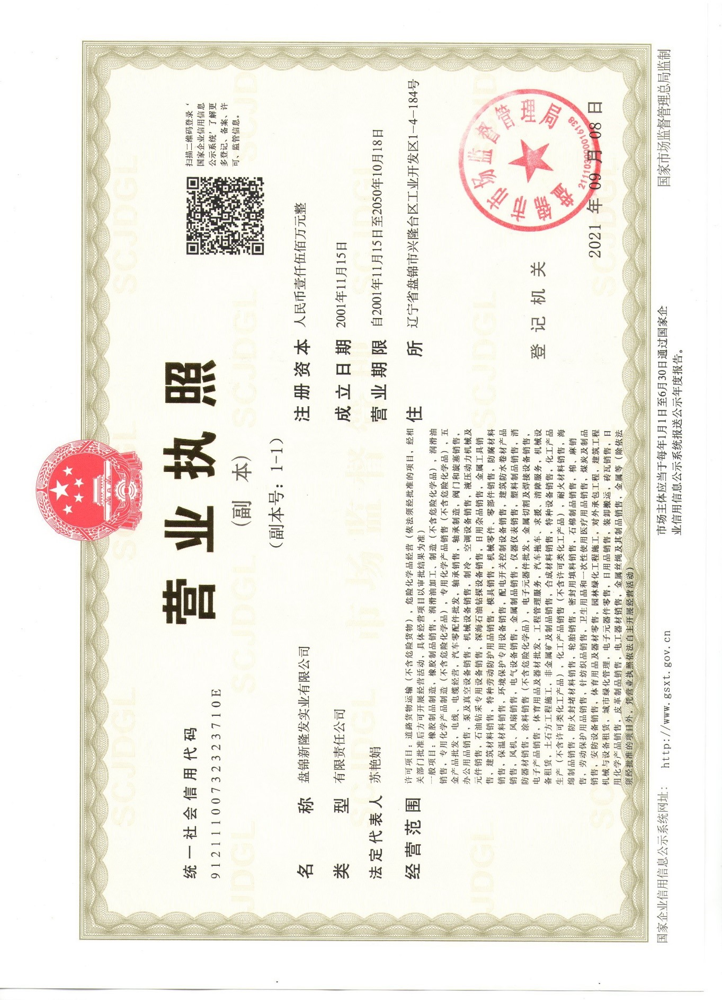 营业执照
(副 本)
(副本号：1-1)
统一社会信用代码
91211100732323710E
扫描二维码登录‘
国家企业信用信息
公示系统’了解更
多登记、备案、许
可、监管信息。
名 称 盘锦新隆发实业有限公司
类 型 有限责任公司
法定代表人 苏艳娟
经营范围 许可项目：道路货物运输（不含危险货物），危险化学品经营（依法须经批准的项目，经相
关部门批准后方可开展经营活动，具体经营项目以审批结果为准）
一般项目：橡胶制品制造，橡胶制品销售，润滑油加工、制造（不含危险化学品），润滑油
销售，专用化学产品制造（不含危险化学品），专用化学产品销售（不含危险化学品），五
金产品批发，电线、电缆经营，汽车零配件批发，轴承销售，轴承制造，阀门和旋塞销售，
办公用品销售，泵及真空设备销售，机械设备销售，制冷、空调设备销售，液压动力机械及
元件销售，石油钻采专用设备销售，深海石油钻探设备销售，日用杂品销售，金属工具销
售，建筑材料销售，特种劳动防护用品销售，模具销售，机械零件、零部件销售，防腐材料
销售，保温材料销售，环境保护专用设备销售，配电开关控制设备销售，建筑防水卷材产品
销售，风机、风扇销售，电气设备销售，金属制品销售，仪器仪表销售，塑料制品销售，消
防器材销售，涂料销售（不含危险化学品），电子元器件批发，金属切割及焊接设备销售，
电子产品销售，体育用品及器材批发，工程管理服务，汽车拖车、求援、清障服务，机械设
备租赁，土石方工程施工，非金属矿及制品销售，合成材料销售，特种设备销售，化工产品
生产（不含许可类化工产品），化工产品销售（不含许可类化工产品），耐火材料销售，海
绵制品销售，防火封堵材料销售，轮胎销售，密封用填料销售，石棉制品销售，棉、麻销
售，劳动保护用品销售，针纺织品销售，卫生用品和一次性使用医疗用品销售，煤炭及制品
销售，安防设备销售，体育用品及器材零售，园林绿化工程施工，对外承包工程，建筑工程
机械与设备租赁，城市绿化管理，电子元器件零售，日用品销售，装卸搬运，砖瓦销售，日
用化学产品销售，皮革制品销售，电工器材销售，金属丝绳及其制品销售，金属等（除依法
须经批准的项目外，凭营业执照依法自主开展经营活动）
注册资本 人民币壹仟伍佰万元整
成立日期 2001年11月15日
营业期限 自2001年11月15日至2050年10月18日
住 所 辽宁省盘锦市兴隆台区工业开发区1-4-184号
登记机关
盘锦市市场监督管理局
2111030000016138
2021 年 09 月 08 日
国家企业信用信息公示系统网址： http://www.gsxt.gov.cn
市场主体应当于每年1月1日至6月30日通过国家企
业信用信息公示系统报送公示年度报告。
国家市场监督管理总局监制